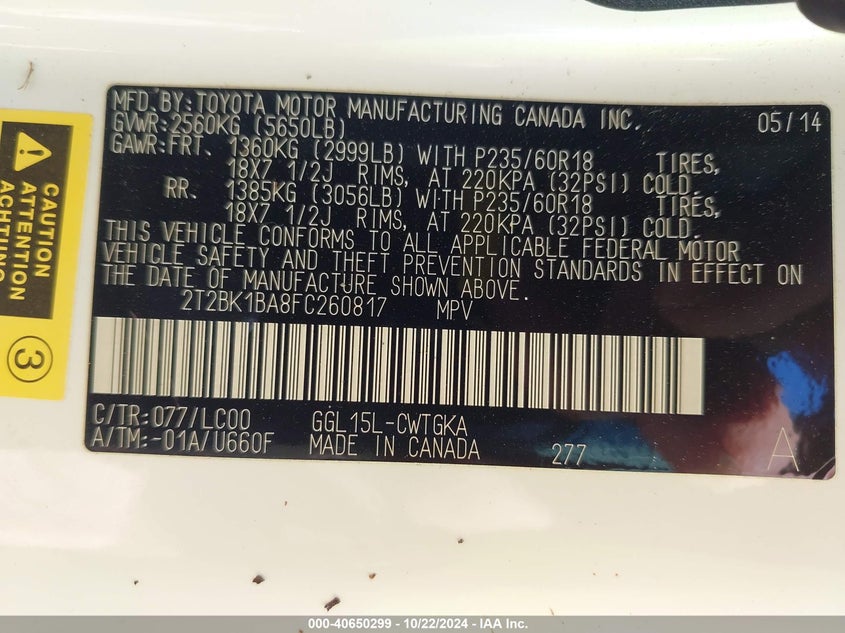 MFD.BY:TOYOTA MOTOR MANUFACTURING CANADA INC. 05/14
GVWR:2560KG (5650LB)
GAWR:FRT. 1360KG (2999LB) WITH P235/60R18 TIRES,
18X7 1/2J RIMS, AT 220KPA (32PSI) COLD.
RR. 1385KG (3056LB) WITH P235/60R18 TIRES,
18X7 1/2J RIMS, AT 220KPA (32PSI) COLD.
THIS VEHICLE CONFORMS TO ALL APPLICABLE FEDERAL MOTOR
VEHICLE SAFETY AND THEFT PREVENTION STANDARDS IN EFFECT ON
THE DATE OF MANUFACTURE SHOWN ABOVE.
2T2BK1BA8FC260817 MPV
C/TR:077/LC00 GGL15L-CWTGKA
A/TM:-01A/U660F MADE IN CANADA 277 A
CAUTION
ATTENTION
ACHTUNG
3
000-40650299 - 10/22/2024 - IAA Inc.